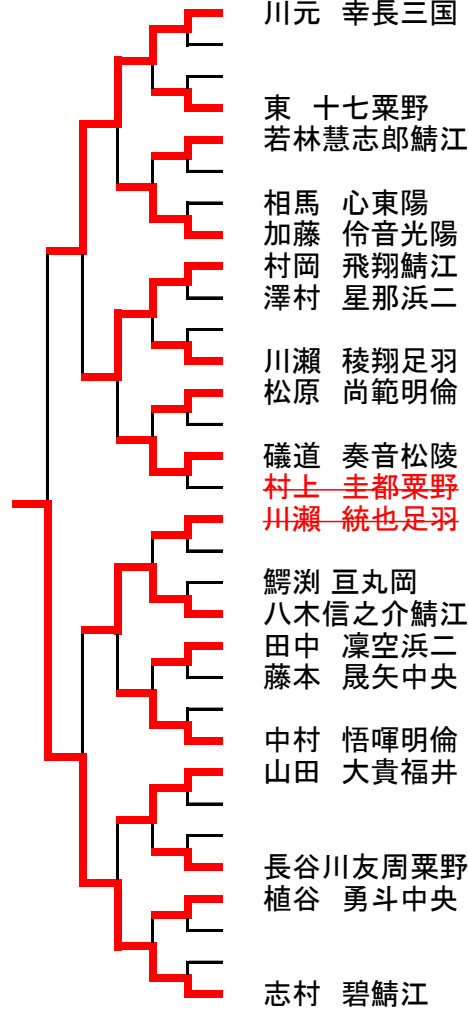 川元　幸長三国
東　十七粟野
若林慧志郎鯖江
相馬　心東陽
加藤　伶音光陽
村岡　飛翔鯖江
澤村　星那浜二
川瀨　稜翔足羽
松原　尚範明倫
礒道　奏音松陵
村上　圭都粟野
川瀨　統也足羽
鰐渕 亘丸岡
八木信之介鯖江
田中　凜空浜二
藤本　晟矢中央
中村　悟暉明倫
山田　大貴福井
長谷川友周粟野
植谷　勇斗中央
志村　碧鯖江